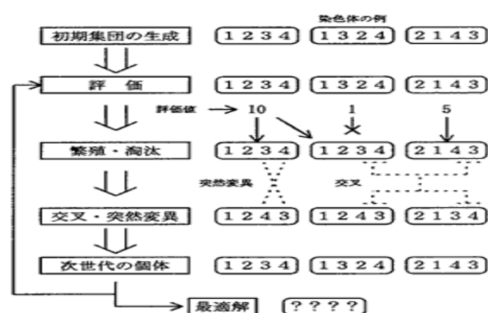 染色体の例
初期集団の生成 1 2 3 4 1 3 2 4 2 1 4 3
評 価 1 2 3 4 1 3 2 4 2 1 4 3
評価値 10 1 5
繁殖・淘汰 1 2 3 4 1 2 3 4 2 1 4 3
突然変異 交叉
交叉・突然変異 1 2 4 3 1 2 4 3 2 1 3 4
次世代の個体 1 2 3 4 1 3 2 4 2 1 4 3
最適解 ? ? ? ?